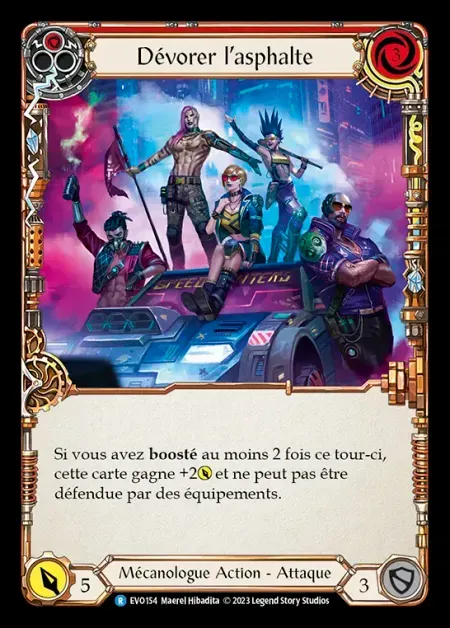 Dévorer l'asphalte
3
SPEED
Si vous avez boosté au moins 2 fois ce tour-ci,
cette carte gagne +2 et ne peut pas être
défendue par des équipements.
5
Mécanologue Action - Attaque
3
R EVO154 Maerel Hibadita © 2023 Legend Story Studios